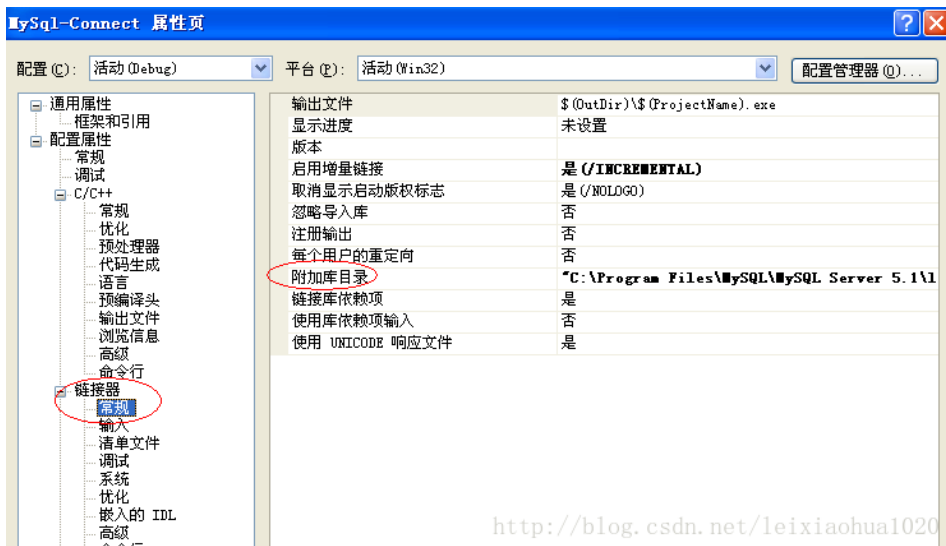 MySql-Connect 属性页
配置(C): 活动(Debug) 平台(P): 活动(Win32) 配置管理器(O)...
通用属性
框架和引用
配置属性
常规
调试
C/C++
常规
优化
预处理器
代码生成
语言
预编译头
输出文件
浏览信息
高级
命令行
链接器
常规
输入
清单文件
调试
系统
优化
嵌入的 IDL
高级
输出文件 $(OutDir)\$(ProjectName).exe
显示进度 未设置
版本
启用增量链接 是(/INCREMENTAL)
取消显示启动版权标志 是(/NOLOGO)
忽略导入库 否
注册输出 否
每个用户的重定向 否
附加库目录 "C:\Program Files\MySQL\MySQL Server 5.1\l
链接库依赖项 是
使用库依赖项输入 否
使用 UNICODE 响应文件 是
http://blog.csdn.net/leixiaohua1020